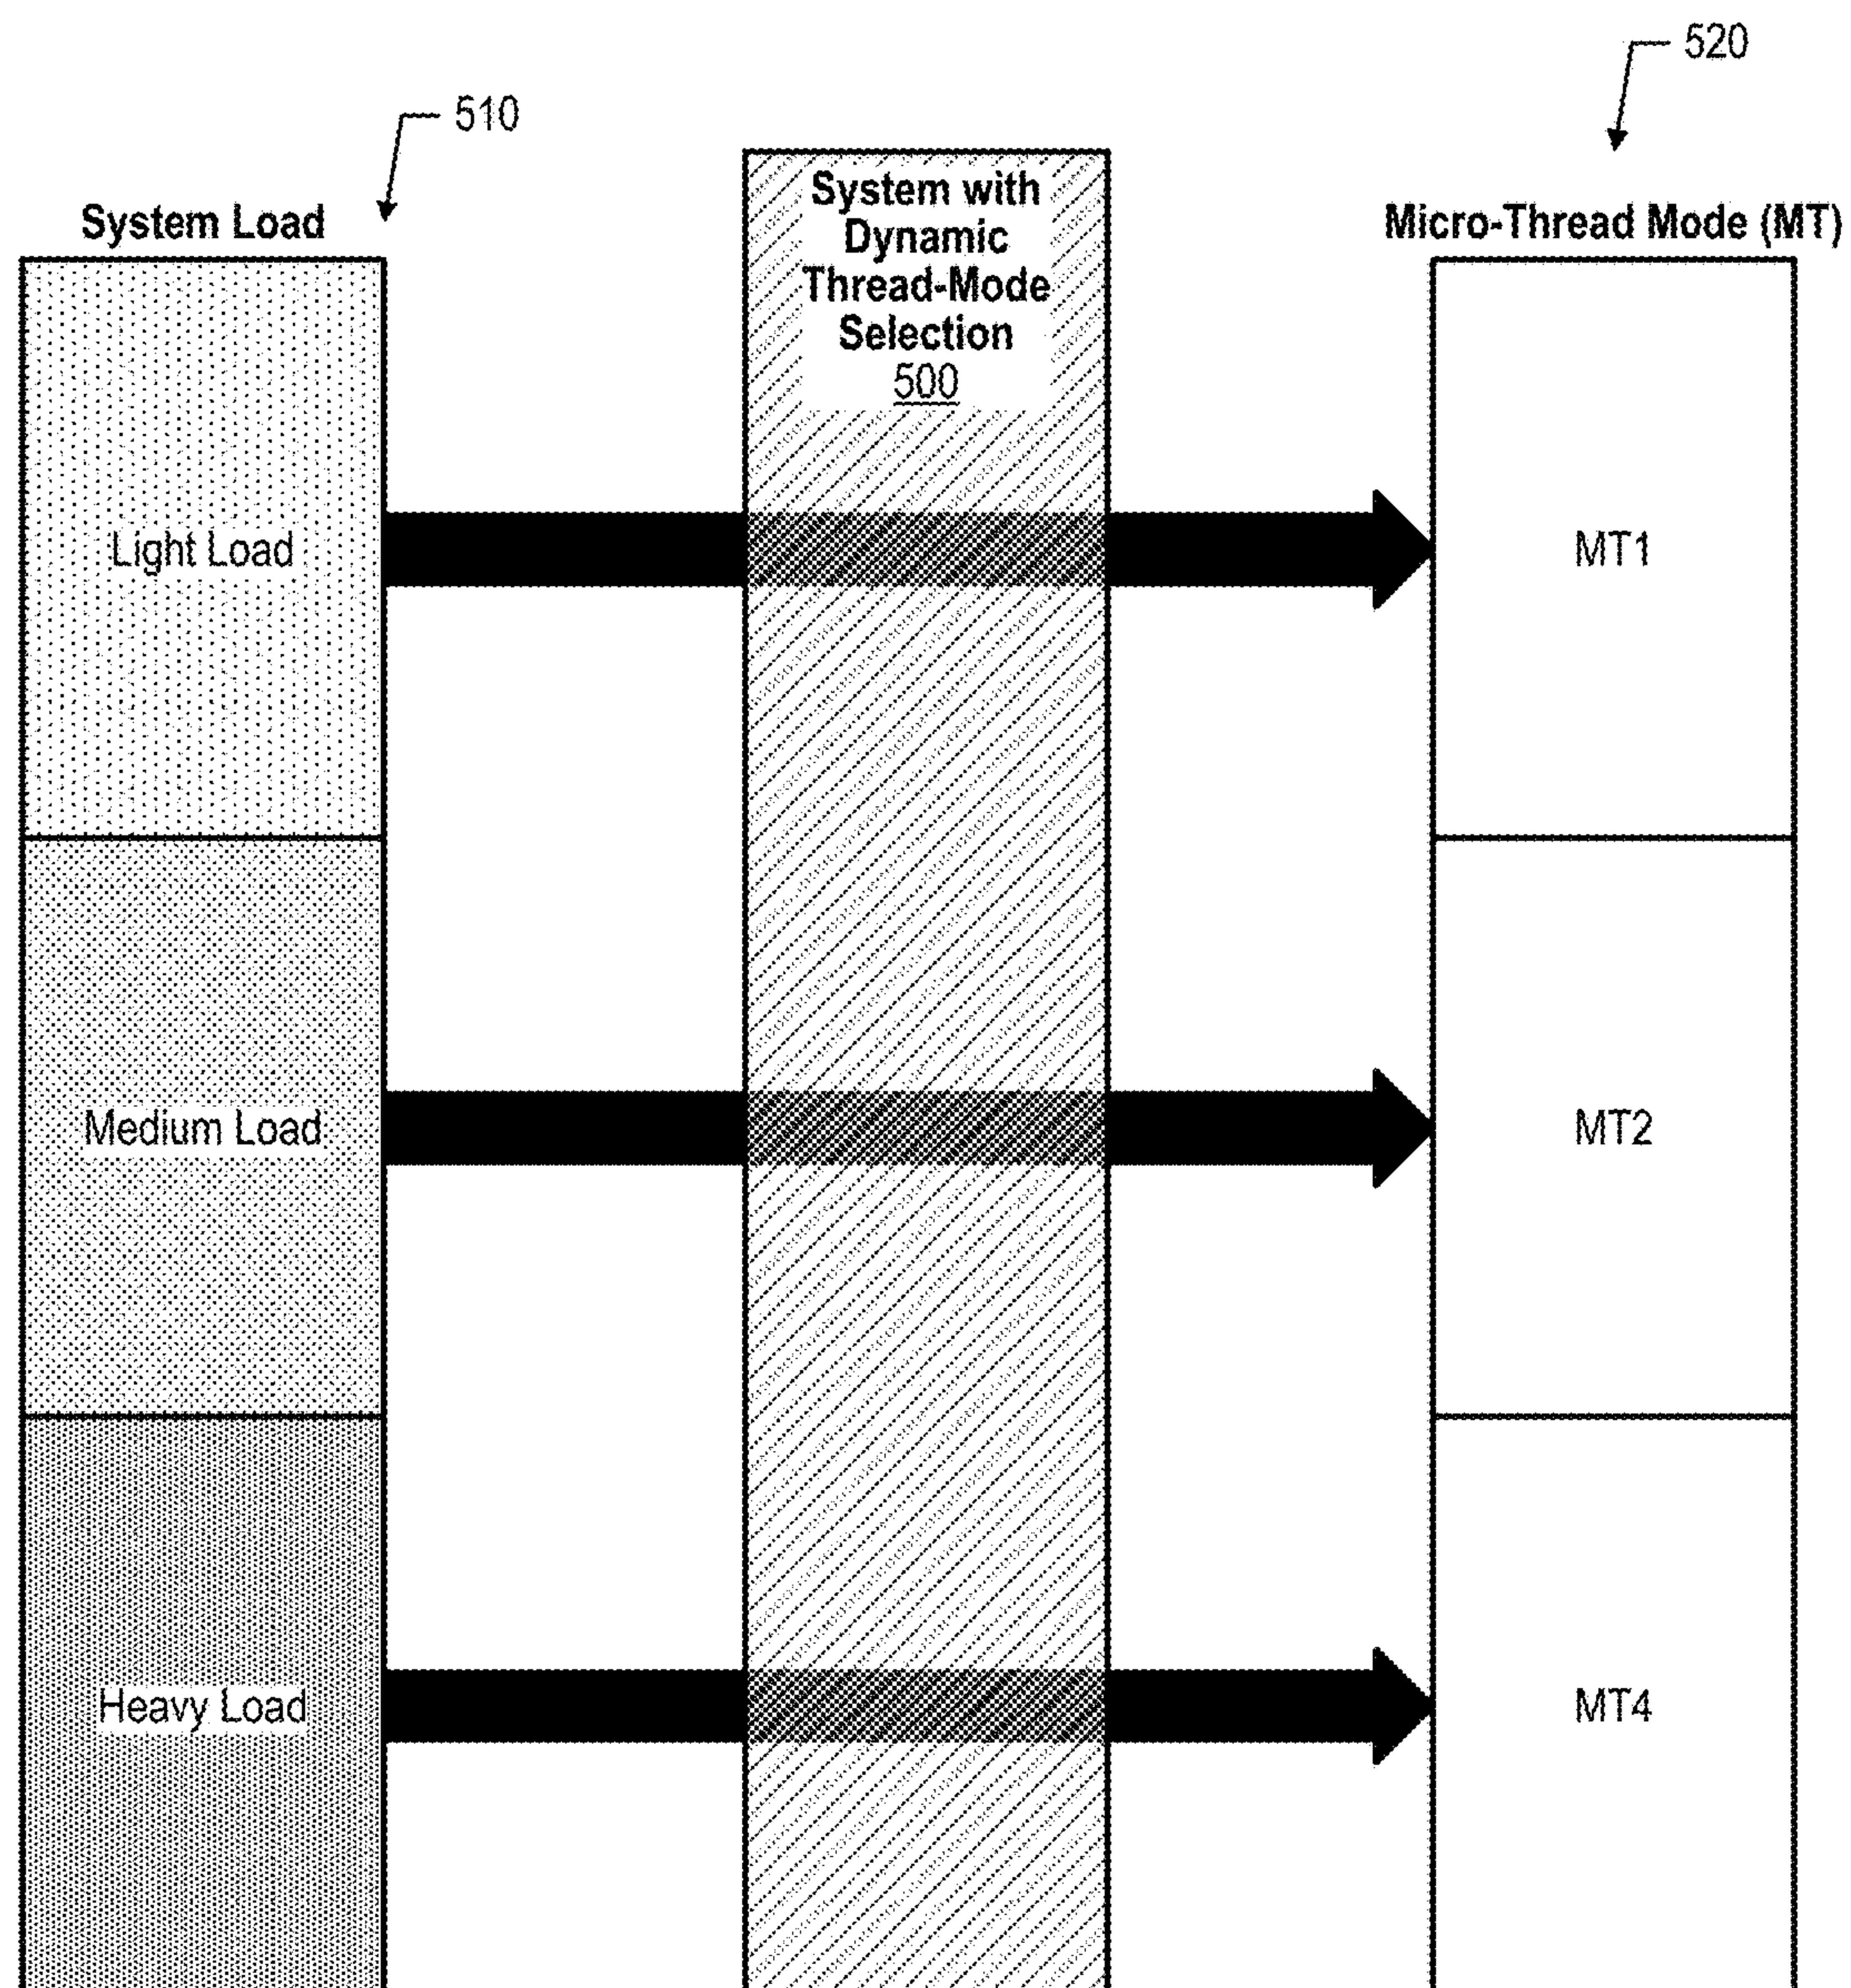 520
510
System Load
System with
Dynamic
Thread-Mode
Selection
500
Micro-Thread Mode (MT)
Light Load
MT1
Medium Load
MT2
Heavy Load
MT4